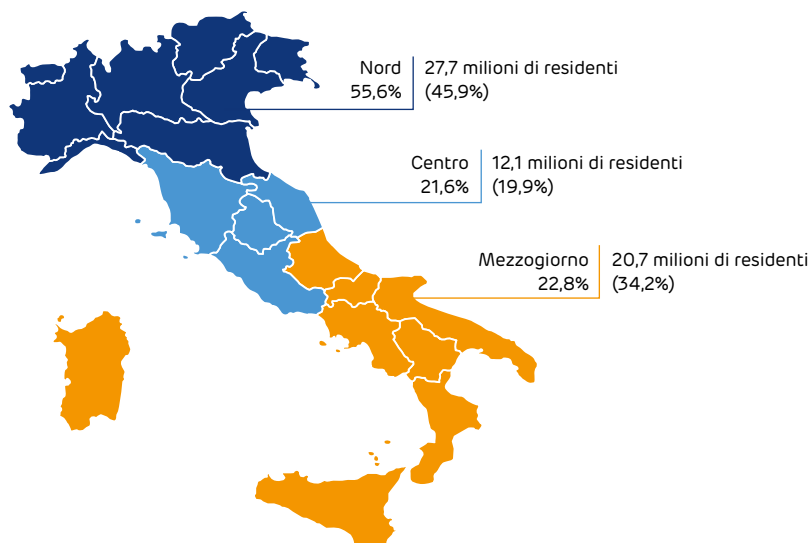 Nord
55,6%
27,7 milioni di residenti
(45,9%)
Centro
21,6%
12,1 milioni di residenti
(19,9%)
Mezzogiorno
22,8%
20,7 milioni di residenti
(34,2%)